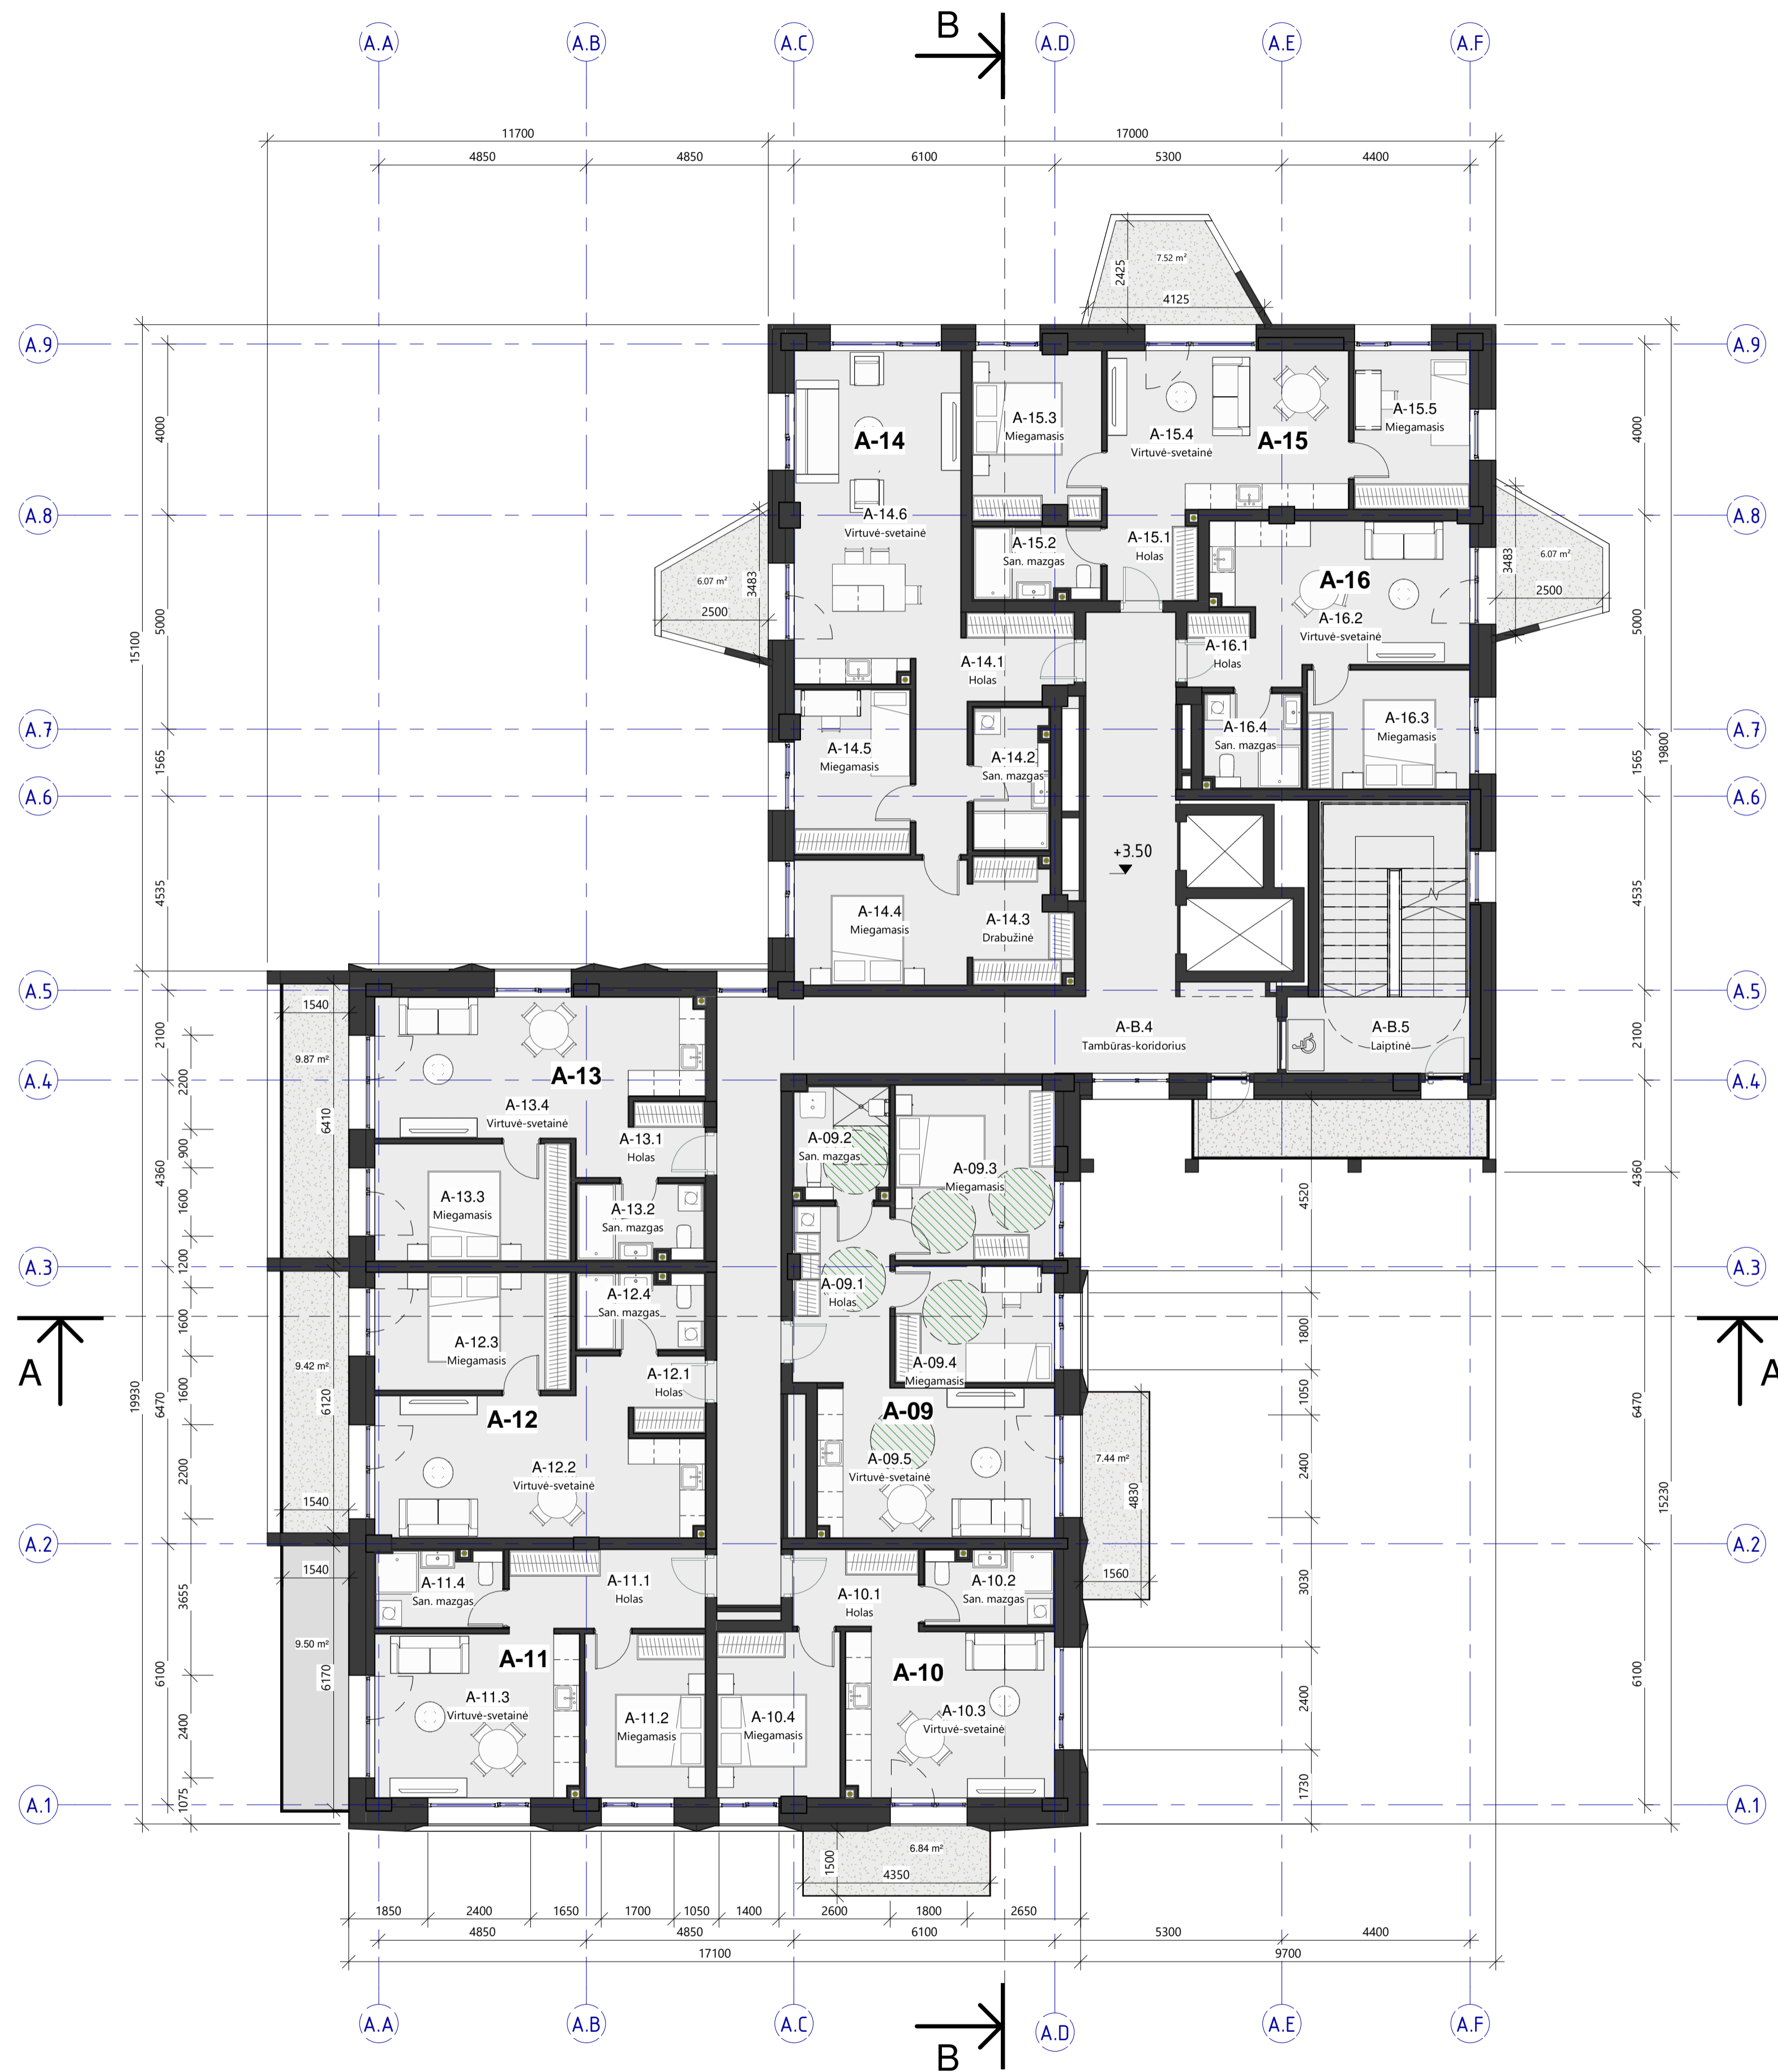 B
A.A
A.B
A.C
A.D
A.E
A.F
11700
17000
4850
4850
6100
5300
4400
2425
7.52 m²
4125
A.9
A.9
4000
4000
A-14
A-15.3
Miegamasis
A-15.4
Virtuvė-svetainė
A-15
A-15.5
Miegamasis
A.8
A.8
A-14.6
Virtuvė-svetainė
A-15.2
San. mazgas
A-15.1
Holas
6.07 m²
3483
2500
A-16
A-16.2
Virtuvė-svetainė
3483
6.07 m²
2500
15100
5000
5000
A-14.1
Holas
A-16.1
Holas
A.7
A.7
A-14.5
Miegamasis
A-14.2
San. mazgas
A-16.4
San. mazgas
A-16.3
Miegamasis
1565
1565
19800
A.6
A.6
+3.50
4535
4535
A-14.4
Miegamasis
A-14.3
Drabužinė
A.5
A.5
1540
2100
2100
A-B.4
Tambūras-koridorius
A-B.5
Laiptinė
9.87 m²
A-13
A.4
A.4
2200
6410
A-13.4
Virtuvė-svetainė
A-13.1
Holas
A-09.2
San. mazgas
A-09.3
Miegamasis
900
4360
4360
4520
1600
A-13.3
Miegamasis
A-13.2
San. mazgas
1200
A.3
A.3
A-12.4
San. mazgas
A-09.1
Holas
1600
A-12.3
Miegamasis
1800
A
A
9.42 m²
A-12.1
Holas
A-09.4
Miegamasis
19930
6470
1600
6120
1050
6470
A-12
A-09
2200
A-12.2
Virtuvė-svetainė
A-09.5
Virtuvė-svetainė
7.44 m²
4830
2400
15230
1540
A.2
A.2
1540
1560
3655
A-11.4
San. mazgas
A-11.1
Holas
A-10.1
Holas
A-10.2
San. mazgas
3030
9.50 m²
6170
6100
6100
A-11
A-10
A-11.3
Virtuvė-svetainė
A-11.2
Miegamasis
A-10.4
Miegamasis
A-10.3
Virtuvė-svetainė
2400
2400
1075
1730
A.1
A.1
1500
6.84 m²
4350
1850
2400
1650
1700
1050
1400
2600
1800
2650
4850
4850
6100
5300
4400
17100
9700
A.A
A.B
A.C
A.D
A.E
A.F
B